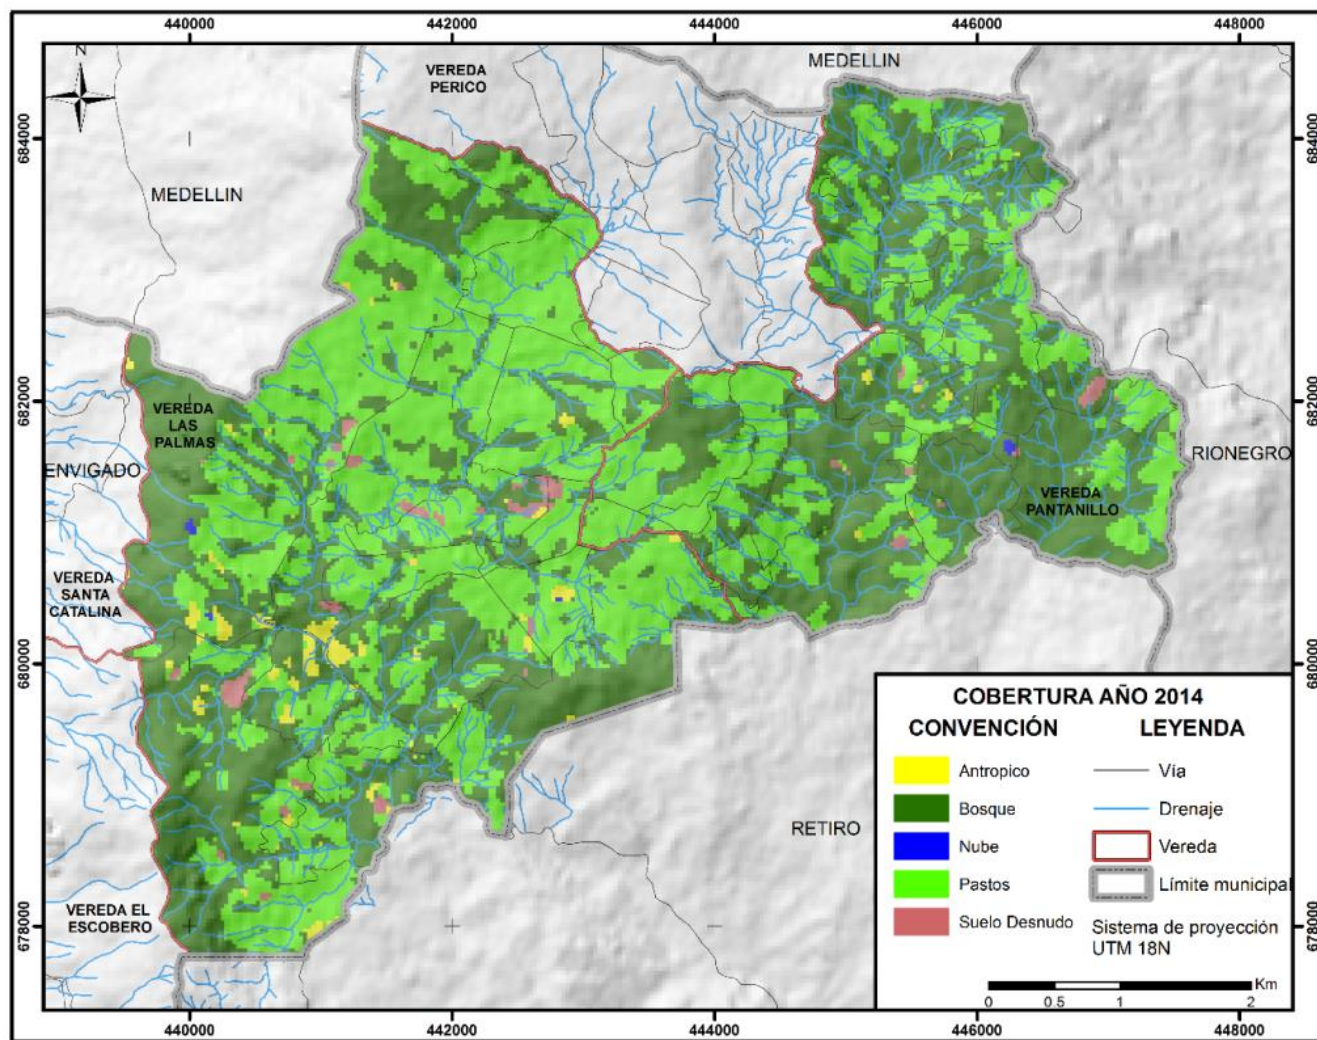 440000
442000
444000
446000
448000
N
MEDELLIN
VEREDA
PERICO
684000
684000
MEDELLIN
682000
682000
VEREDA
LAS
PALMAS
ENVIGADO
RIONEGRO
VEREDA
PANTANILLO
VEREDA
SANTA
CATALINA
680000
680000
RETIRO
VEREDA EL
ESCOBERO
678000
678000
COBERTURA AÑO 2014
CONVENCIÓN
Antropico
Bosque
Nube
Pastos
Suelo Desnudo
LEYENDA
Vía
Drenaje
Vereda
Límite municipal
Sistema de proyección
UTM 18N
Km
0
0.5
1
2
440000
442000
444000
446000
448000